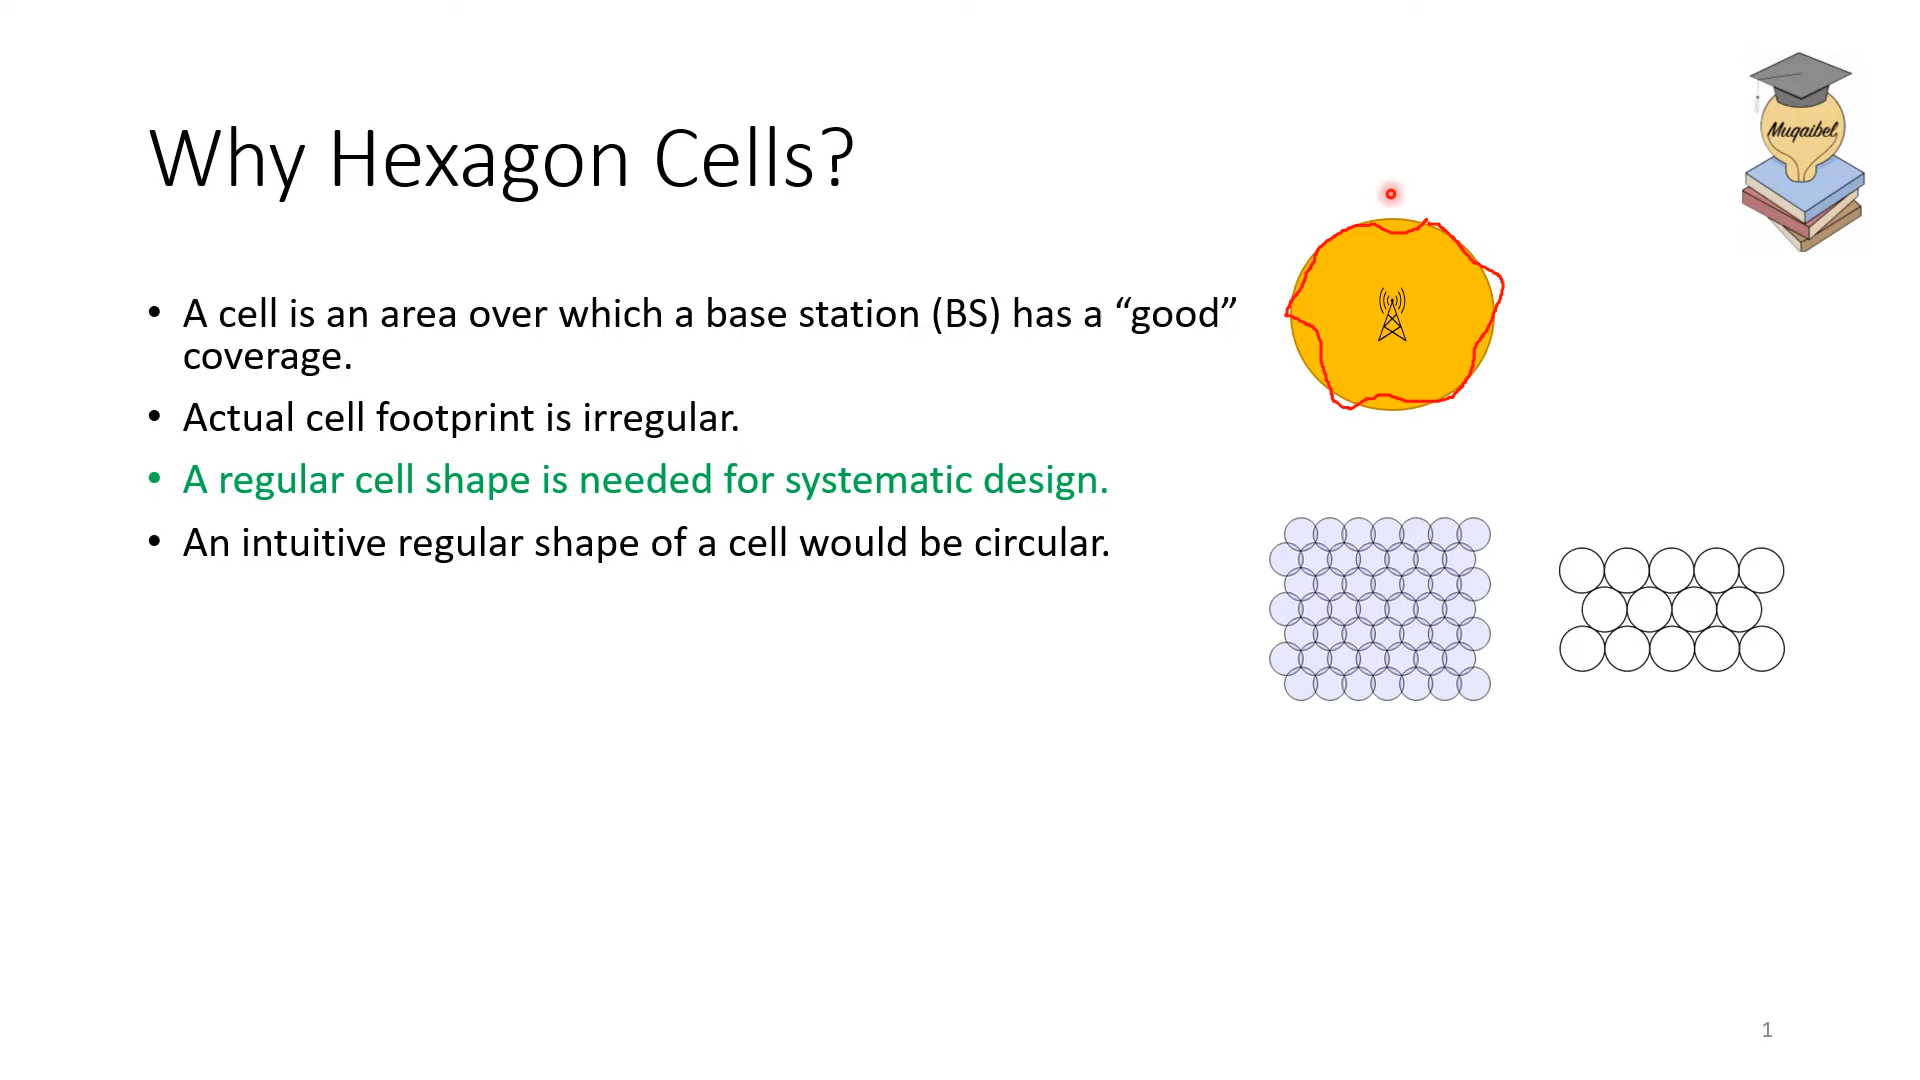 Why Hexagon Cells?
Muqaibel
• A cell is an area over which a base station (BS) has a “good”
coverage.
• Actual cell footprint is irregular.
• A regular cell shape is needed for systematic design.
• An intuitive regular shape of a cell would be circular.
1